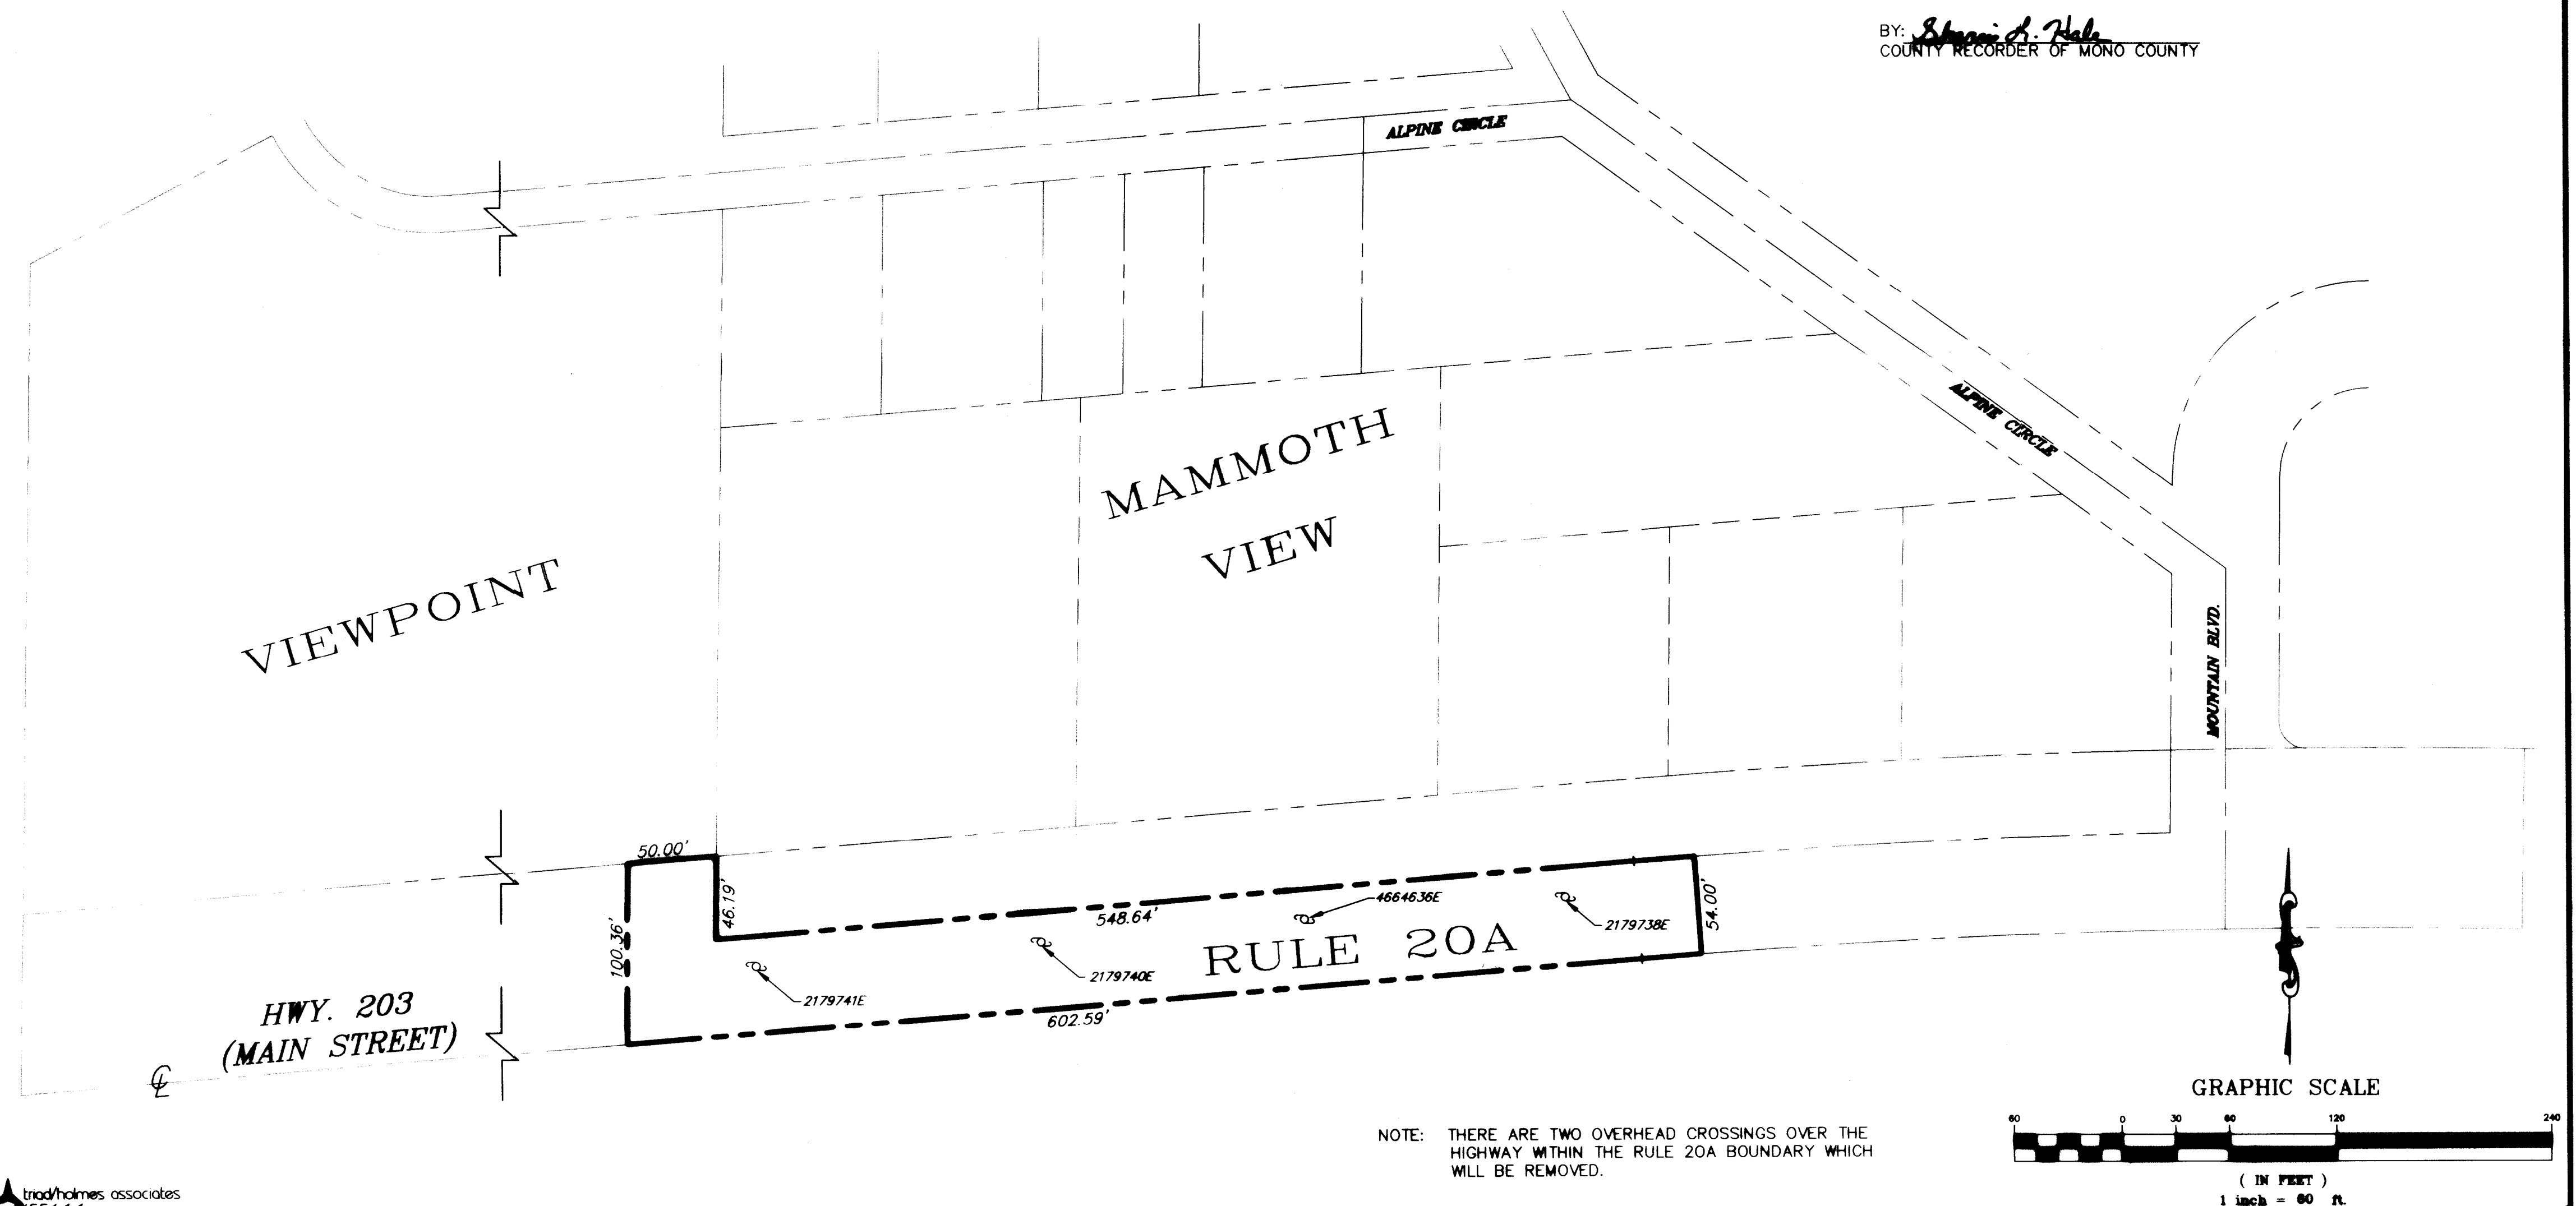 BY: Sherrie R. Hale
COUNTY RECORDER OF MONO COUNTY
ALPINE CIRCLE
ALPINE CIRCLE
MAMMOTH
VIEW
VIEWPOINT
MOUNTAIN BLVD.
50.00'
46.19'
100.36'
548.64'
4664636E
2179738E
54.00'
RULE 20A
2179740E
2179741E
602.59'
HWY. 203
(MAIN STREET)
℄
GRAPHIC SCALE
60 0 30 60 120 240
( IN FEET )
1 inch = 60 ft.
NOTE: THERE ARE TWO OVERHEAD CROSSINGS OVER THE
HIGHWAY WITHIN THE RULE 20A BOUNDARY WHICH
WILL BE REMOVED.
triad/holmes associates